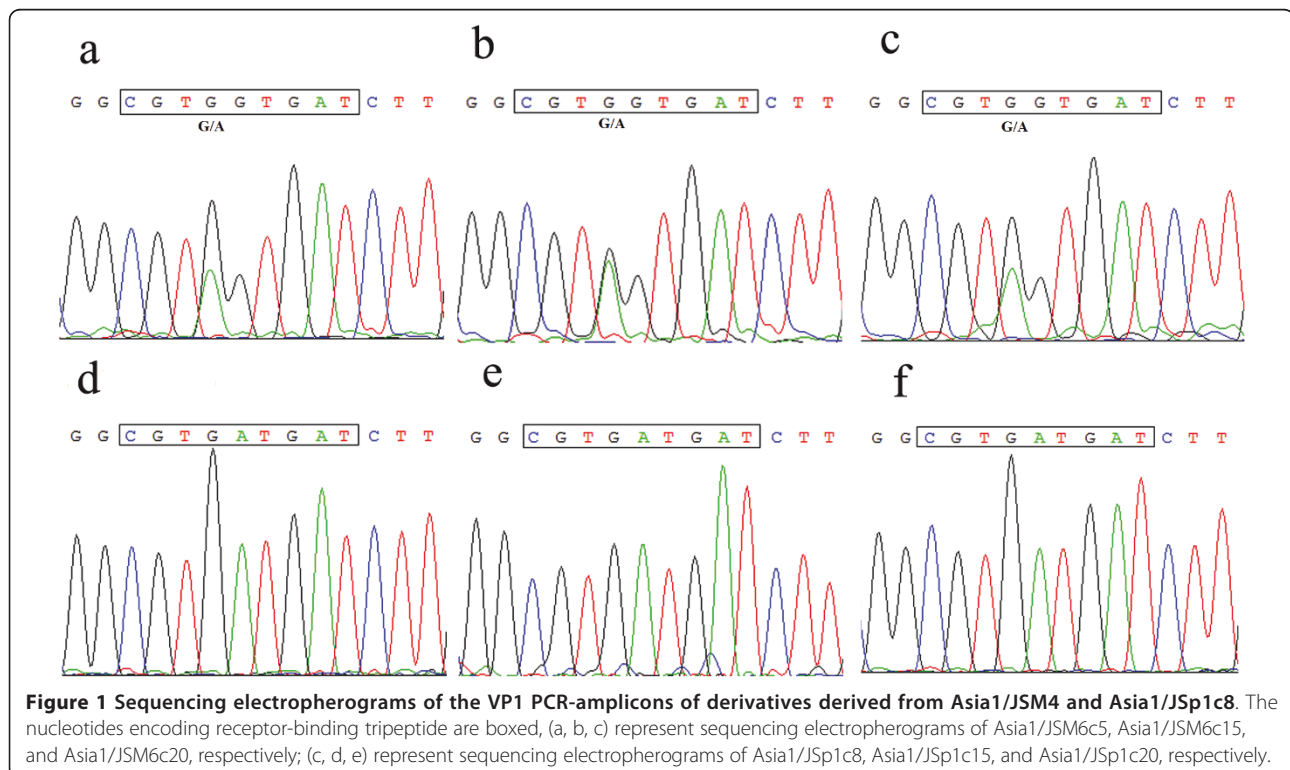 a
b
c
G G C G T G G T G A T C T T
G G C G T G G T G A T C T T
G G C G T G G T G A T C T T
G/A
G/A
G/A
d
e
f
G G C G T G A T G A T C T T
G G C G T G A T G A T C T T
G G C G T G A T G A T C T T
Figure 1 Sequencing electropherograms of the VP1 PCR-amplicons of derivatives derived from Asia1/JSM4 and Asia1/JSp1c8. The
nucleotides encoding receptor-binding tripeptide are boxed, (a, b, c) represent sequencing electropherograms of Asia1/JSM6c5, Asia1/JSM6c15,
and Asia1/JSM6c20, respectively; (c, d, e) represent sequencing electropherograms of Asia1/JSp1c8, Asia1/JSp1c15, and Asia1/JSp1c20, respectively.